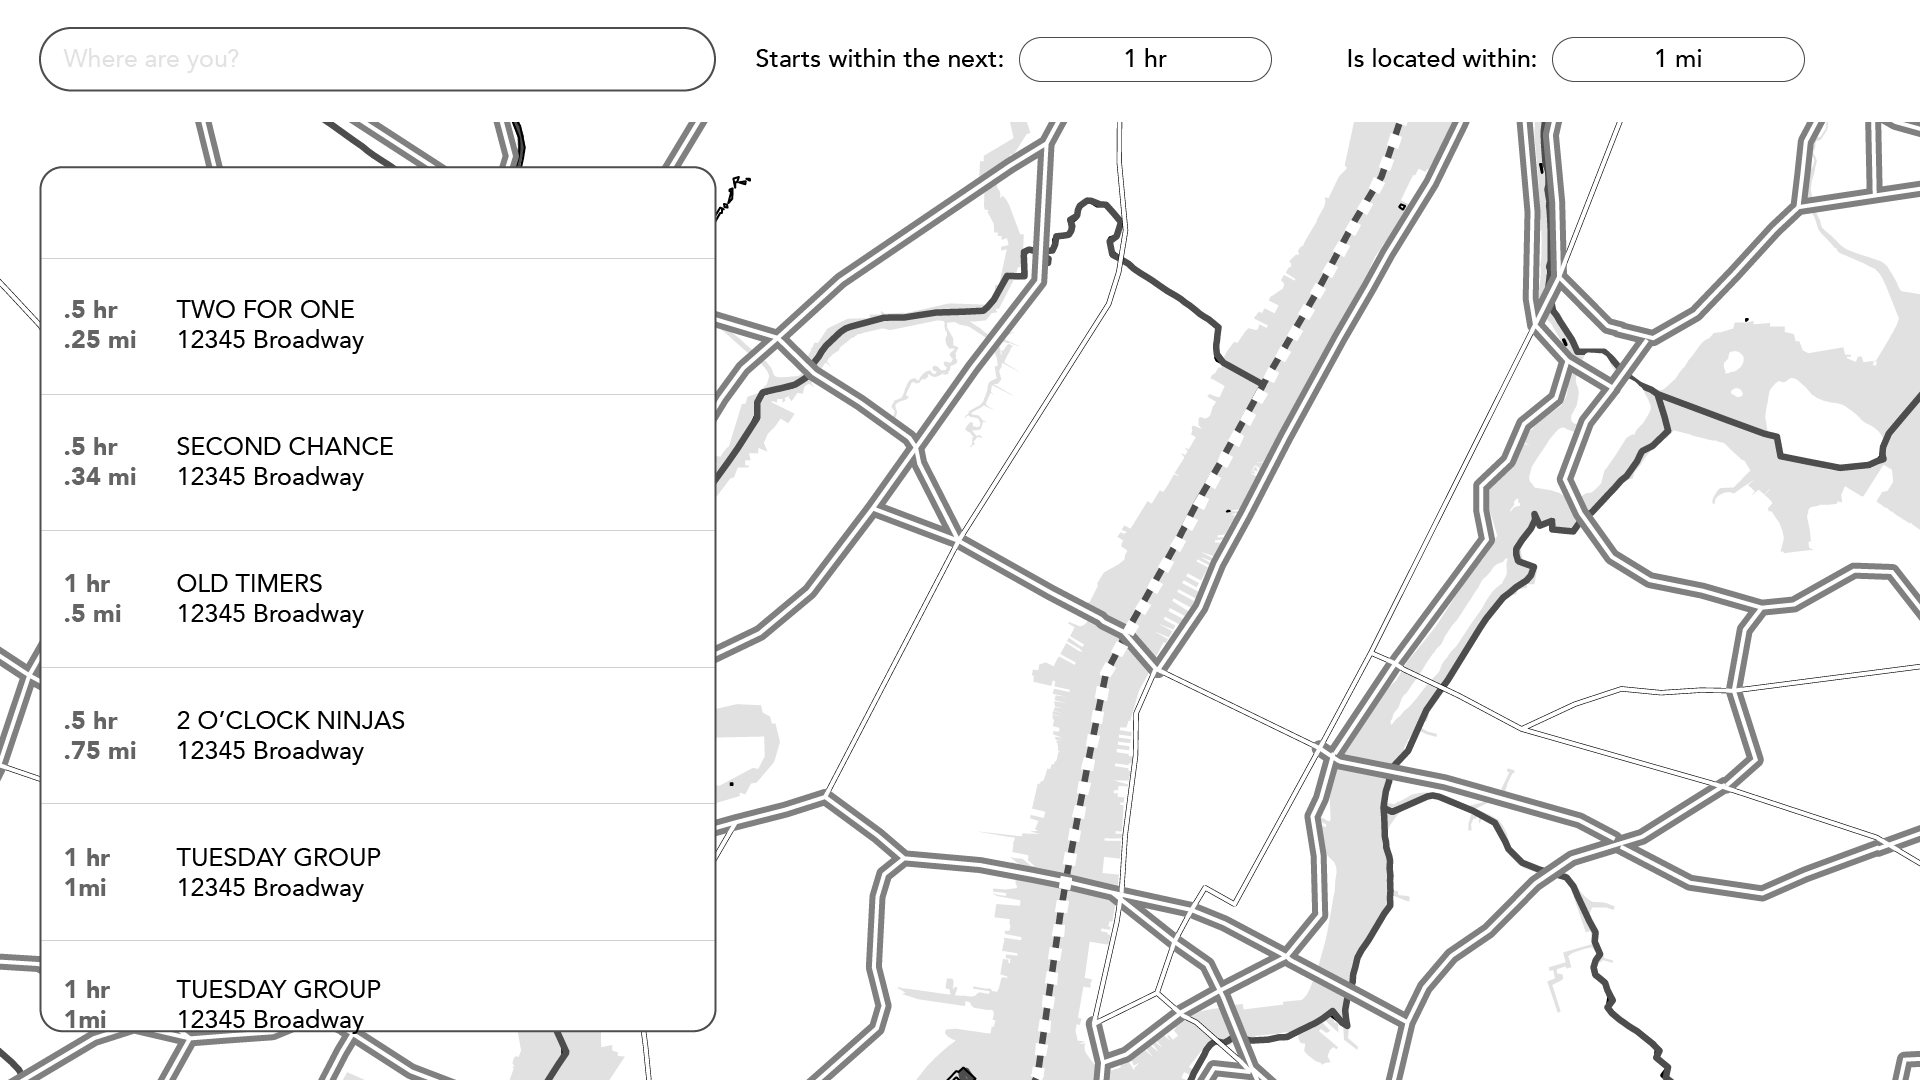 Where are you?
Starts within the next: 1 hr
Is located within: 1 mi
.5 hr TWO FOR ONE
.25 mi 12345 Broadway
.5 hr SECOND CHANCE
.34 mi 12345 Broadway
1 hr OLD TIMERS
.5 mi 12345 Broadway
.5 hr 2 O’CLOCK NINJAS
.75 mi 12345 Broadway
1 hr TUESDAY GROUP
1mi 12345 Broadway
1 hr TUESDAY GROUP
1mi 12345 Broadway